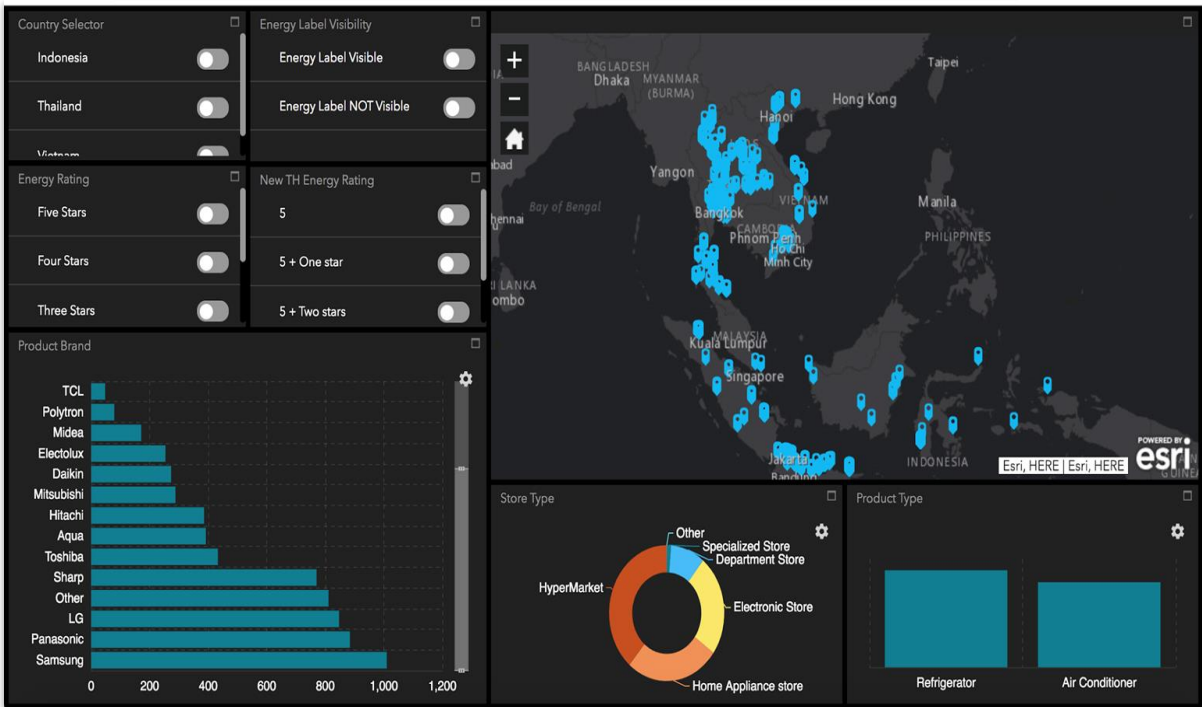 Country Selector
Indonesia
Thailand
Vietnam
Energy Label Visibility
Energy Label Visible
Energy Label NOT Visible
Energy Rating
Five Stars
Four Stars
Three Stars
New TH Energy Rating
5
5 + One star
5 + Two stars
Product Brand
TCL
Polytron
Midea
Electolux
Daikin
Mitsubishi
Hitachi
Aqua
Toshiba
Sharp
Other
LG
Panasonic
Samsung
0 200 400 600 800 1,000 1,200
+
−
BANGLADESH
Dhaka
MYANMAR
(BURMA)
Taipei
Hong Kong
Hanoi
Yangon
Bay of Bengal
Bangkok
VIETNAM
CAMBODIA
Phnom Penh
Ho Chi
Minh City
Manila
PHILIPPINES
MALAYSIA
Kuala Lumpur
Singapore
Jakarta
INDONESIA
POWERED BY
esri
Esri, HERE | Esri, HERE
Store Type
Other
Specialized Store
Department Store
HyperMarket
Electronic Store
Home Appliance store
Product Type
Refrigerator
Air Conditioner